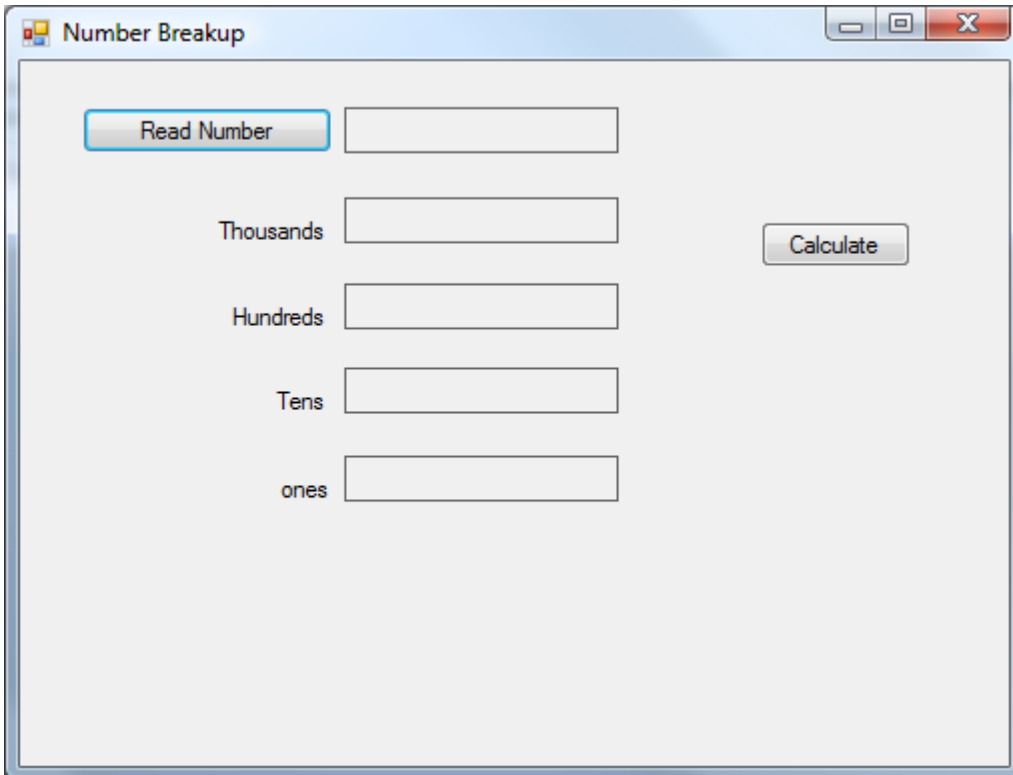 Number Breakup
Read Number
Thousands
Calculate
Hundreds
Tens
ones